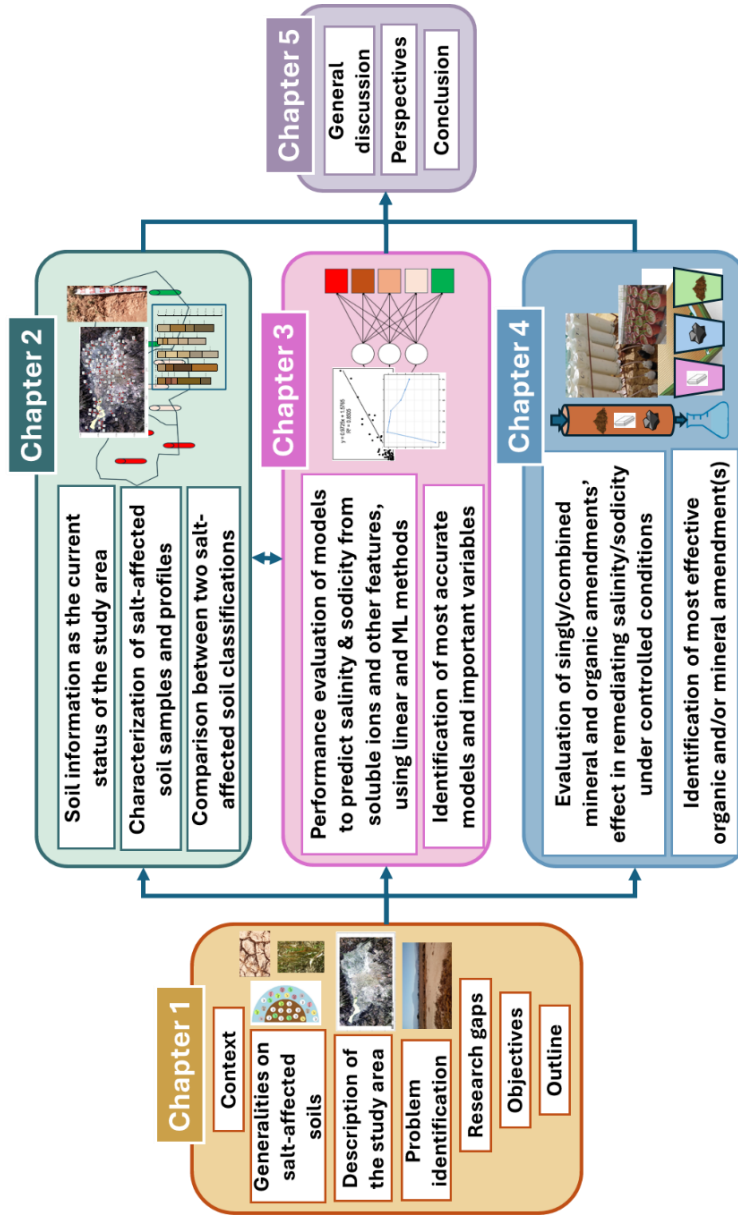 Chapter 1
Context
Generalities on
salt-affected
soils
Description of
the study area
Problem
identification
Research gaps
Objectives
Outline
Chapter 2
Soil information as the current
status of the study area
Characterization of salt-affected
soil samples and profiles
Comparison between two salt-
affected soil classifications
Chapter 3
Performance evaluation of models
to predict salinity & sodicity from
soluble ions and other features,
using linear and ML methods
Identification of most accurate
models and important variables
Chapter 4
Evaluation of singly/combined
mineral and organic amendments'
effect in remediating salinity/sodicity
under controlled conditions
Identification of most effective
organic and/or mineral amendment(s)
Chapter 5
General
discussion
Perspectives
Conclusion